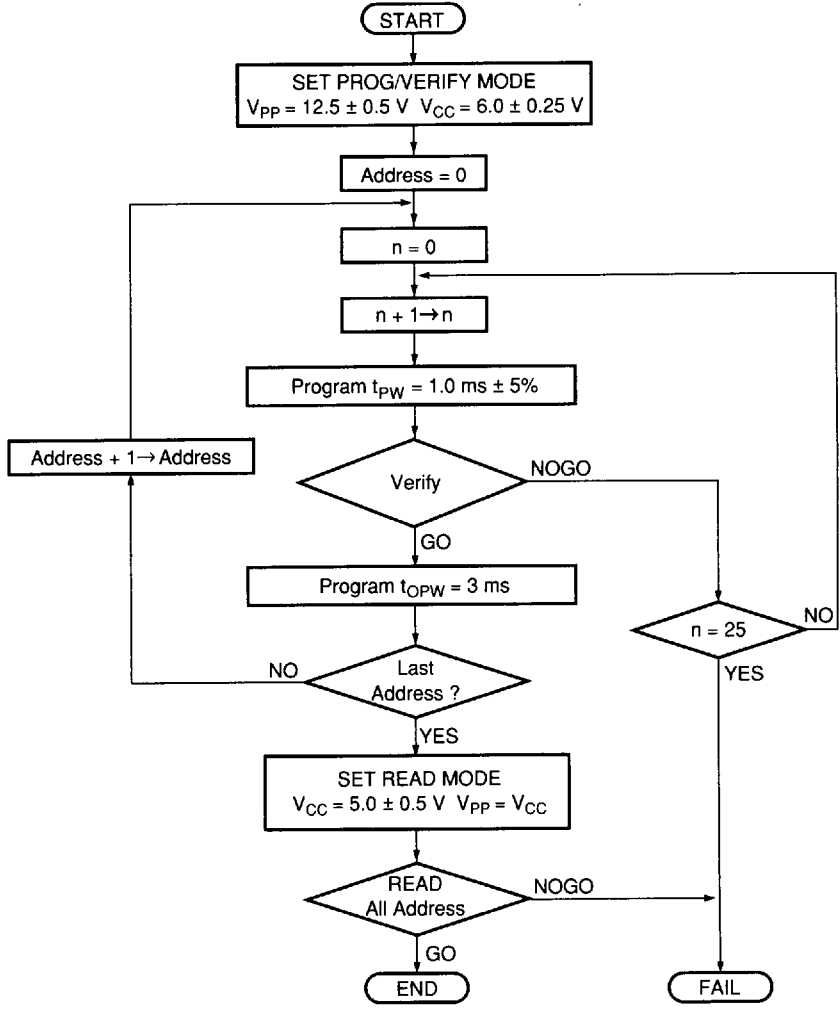 START
SET PROG/VERIFY MODE
VPP = 12.5 ± 0.5 V VCC = 6.0 ± 0.25 V
Address = 0
n = 0
n + 1→n
Program tPW = 1.0 ms ± 5%
Address + 1→Address
Verify
NOGO
GO
Program tOPW = 3 ms
n = 25
NO
YES
Last
Address ?
NO
YES
SET READ MODE
VCC = 5.0 ± 0.5 V VPP = VCC
READ
All Address
NOGO
GO
END
FAIL